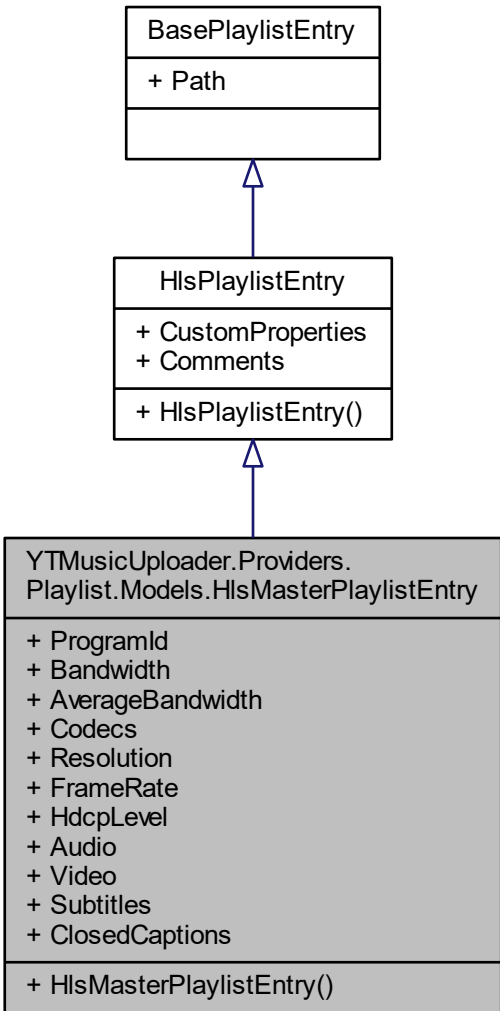 BasePlaylistEntry
+ Path
HlsPlaylistEntry
+ CustomProperties
+ Comments
+ HlsPlaylistEntry()
YTMusicUploader.Providers.
Playlist.Models.HlsMasterPlaylistEntry
+ ProgramId
+ Bandwidth
+ AverageBandwidth
+ Codecs
+ Resolution
+ FrameRate
+ HdcpLevel
+ Audio
+ Video
+ Subtitles
+ ClosedCaptions
+ HlsMasterPlaylistEntry()